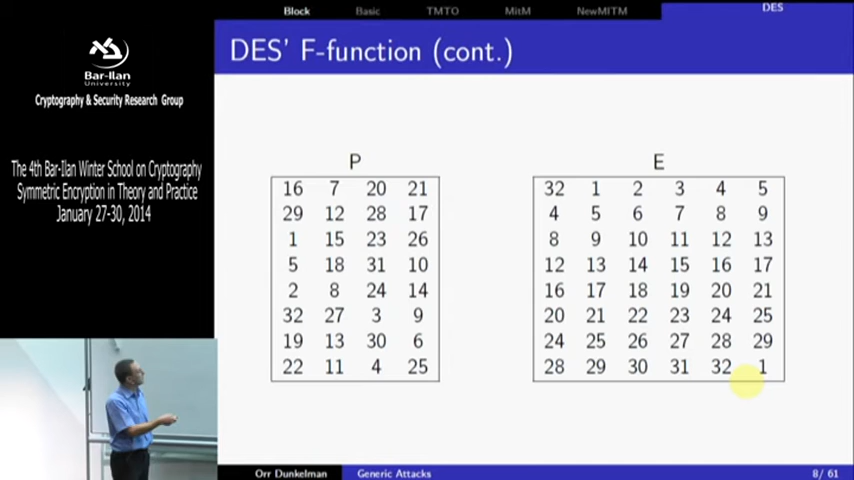 Block Basic TMTO MitM NewMITM DES
DES' F-function (cont.)
Bar-Ilan
University
Cryptography & Security Research Group
The 4th Bar-Ilan Winter School on Cryptography
Symmetric Encryption in Theory and Practice
January 27-30, 2014
P
16 7 20 21
29 12 28 17
1 15 23 26
5 18 31 10
2 8 24 14
32 27 3 9
19 13 30 6
22 11 4 25
E
32 1 2 3 4 5
4 5 6 7 8 9
8 9 10 11 12 13
12 13 14 15 16 17
16 17 18 19 20 21
20 21 22 23 24 25
24 25 26 27 28 29
28 29 30 31 32 1
Orr Dunkelman Generic Attacks 8/61